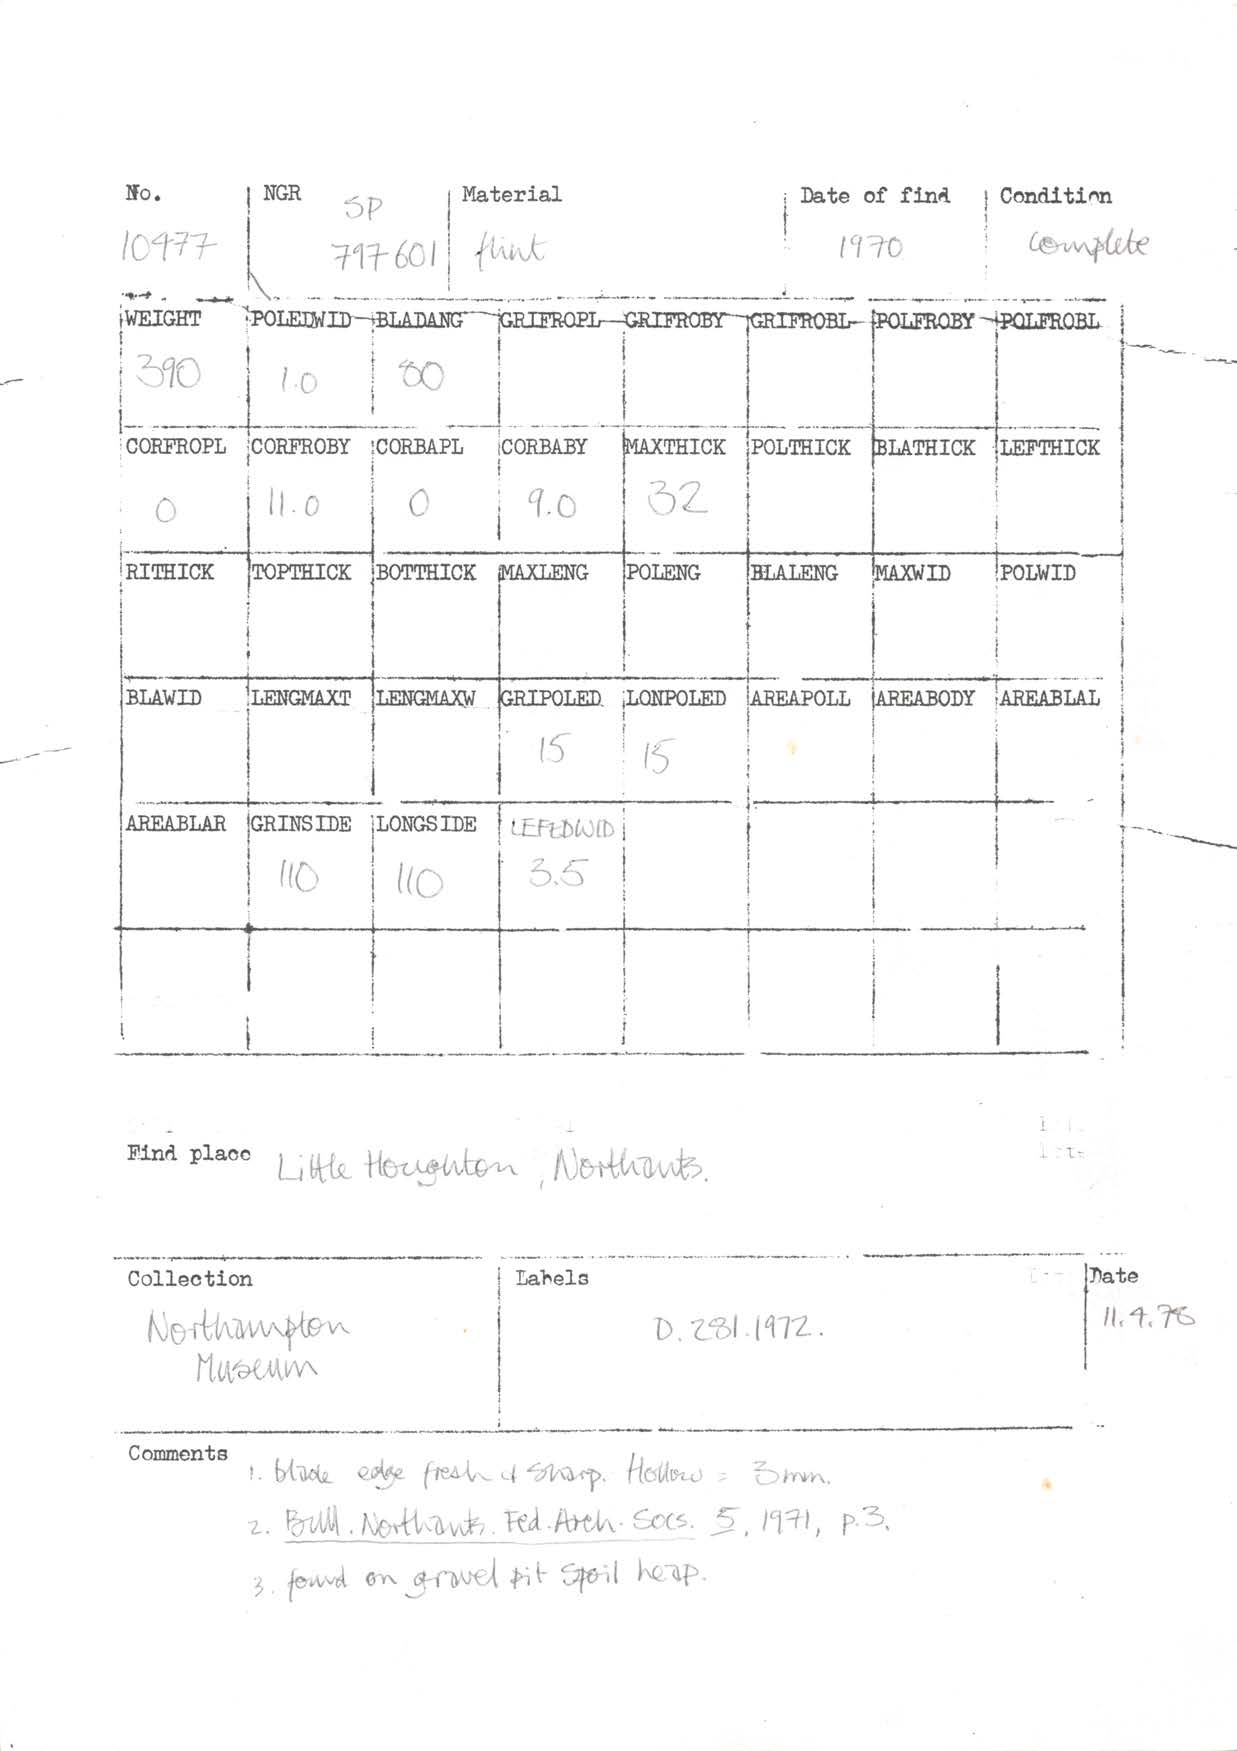 No. NGR Material Date of find Condition
SP
10477 797601 flint 1970 complete
WEIGHT POLEDWID BLADANG GRIFROPL GRIFROBY GRIFROBL POLFROBY POLFROBL
390 1.0 80
CORFROPL CORFROBY CORBAPL CORBABY MAXTHICK POLTHICK BLATHICK LEFTHICK
0 11.0 0 9.0 32
RITHICK TOPTHICK BOTTHICK MAXLENG POLENG BLALENG MAXWID POLWID
BLAWID LENGMAXT LENGMAXW GRIPOLED LONPOLED AREAPOLL AREABODY AREABLAL
15 15
AREABLAR GRINSIDE LONGSIDE LEFEDWID
110 110 3.5
Find place Little Houghton, Northants.
Collection Labels Date
Northampton D. 281.1972. 11.4.78
Museum
Comments 1. blade edge fresh & sharp. Hollow = 3mm.
2. Bull. Northants. Fed. Arch. Socs. 5, 1971, p.3.
3. found on gravel pit spoil heap.